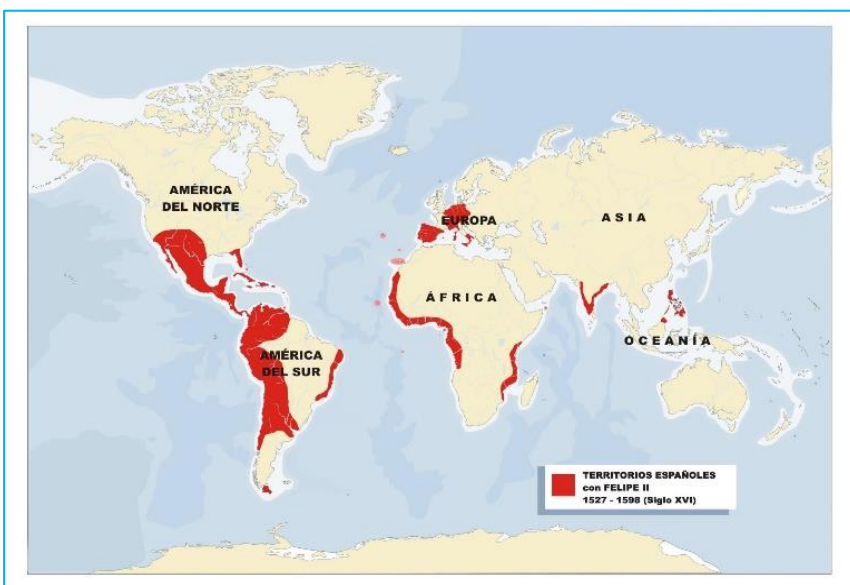 AMÉRICA
DEL NORTE
EUROPA
ASIA
ÁFRICA
OCEANÍA
AMÉRICA
DEL SUR
TERRITORIOS ESPAÑOLES
con FELIPE II
1527 - 1598 (Siglo XVI)